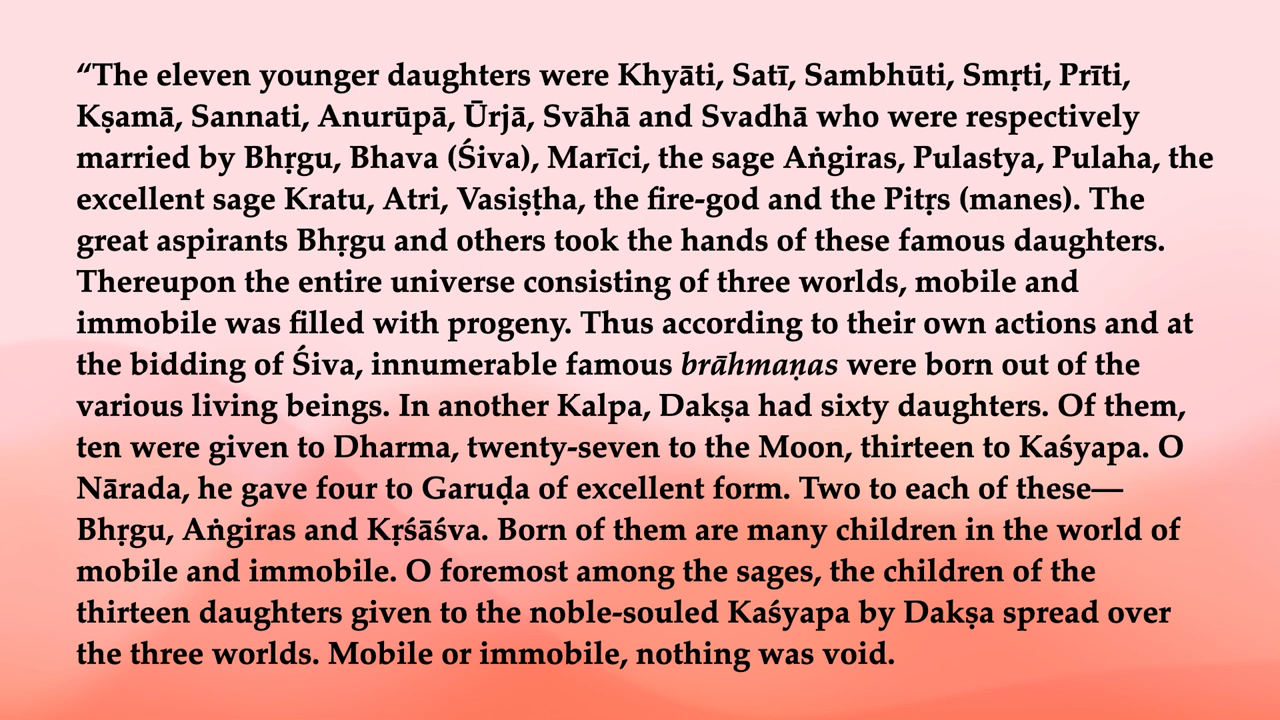 “The eleven younger daughters were Khyāti, Satī, Sambhūti, Smṛti, Prīti,
Kṣamā, Sannati, Anurūpā, Ūrjā, Svāhā and Svadhā who were respectively
married by Bhṛgu, Bhava (Śiva), Marīci, the sage Aṅgiras, Pulastya, Pulaha, the
excellent sage Kratu, Atri, Vasiṣṭha, the fire-god and the Pitṛs (manes). The
great aspirants Bhṛgu and others took the hands of these famous daughters.
Thereupon the entire universe consisting of three worlds, mobile and
immobile was filled with progeny. Thus according to their own actions and at
the bidding of Śiva, innumerable famous brāhmaṇas were born out of the
various living beings. In another Kalpa, Dakṣa had sixty daughters. Of them,
ten were given to Dharma, twenty-seven to the Moon, thirteen to Kaśyapa. O
Nārada, he gave four to Garuḍa of excellent form. Two to each of these—
Bhṛgu, Aṅgiras and Kṛśāśva. Born of them are many children in the world of
mobile and immobile. O foremost among the sages, the children of the
thirteen daughters given to the noble-souled Kaśyapa by Dakṣa spread over
the three worlds. Mobile or immobile, nothing was void.